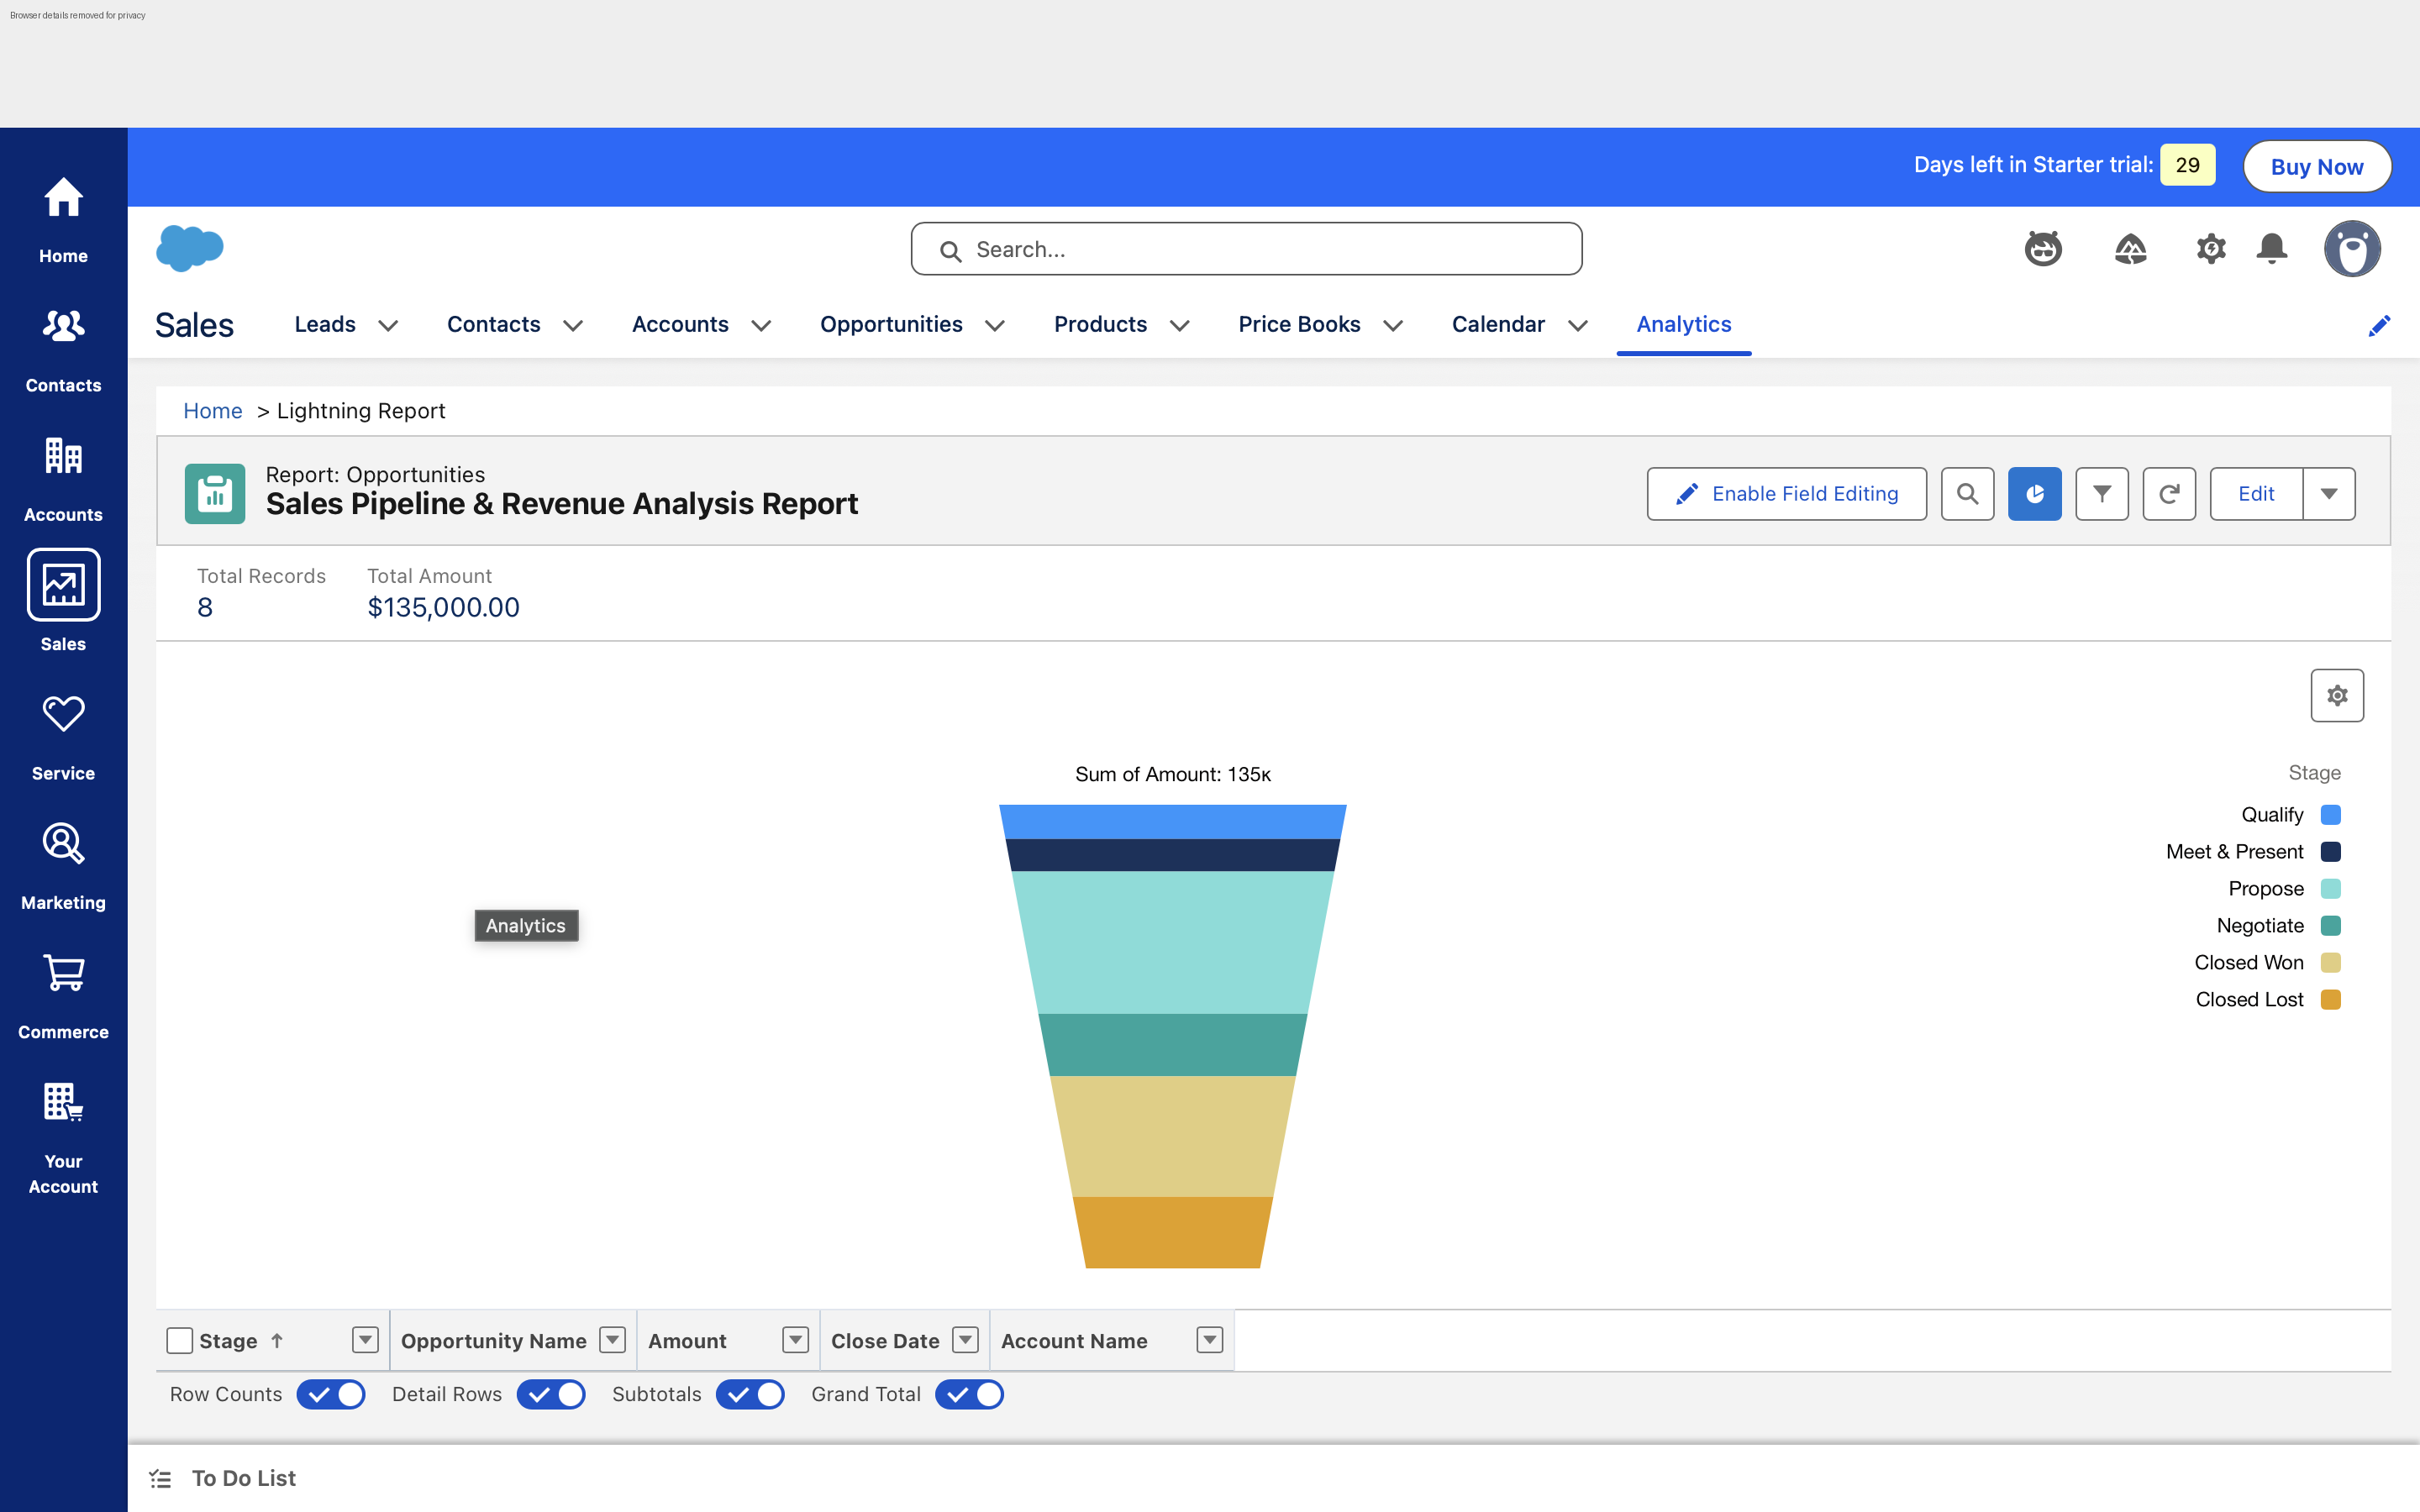 Browser details removed for privacy
Days left in Starter trial: 29 Buy Now
Search...
Sales Leads Contacts Accounts Opportunities Products Price Books Calendar Analytics
Home
Contacts
Accounts
Sales
Service
Marketing
Commerce
Your
Account
Home > Lightning Report
Report: Opportunities
Sales Pipeline & Revenue Analysis Report
Enable Field Editing Edit
Total Records Total Amount
8 $135,000.00
Sum of Amount: 135K
Stage
Qualify
Meet & Present
Propose
Negotiate
Closed Won
Closed Lost
Analytics
Stage ↑ Opportunity Name Amount Close Date Account Name
Row Counts Detail Rows Subtotals Grand Total
To Do List